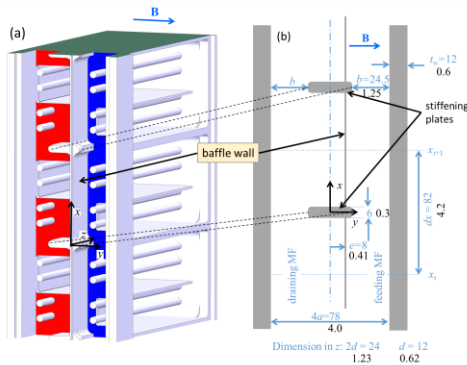 (a)
B
(b)
B
t_w=12
0.6
b
b=24.5
1.25
stiffening
plates
baffle wall
x_{i+1}
x
x
y
z
y
6 0.3
dx = 82
4.2
e=8
0.41
draining MF
feeding MF
x_i
4a=78
4.0
Dimension in z: 2d = 24
1.23
d = 12
0.62